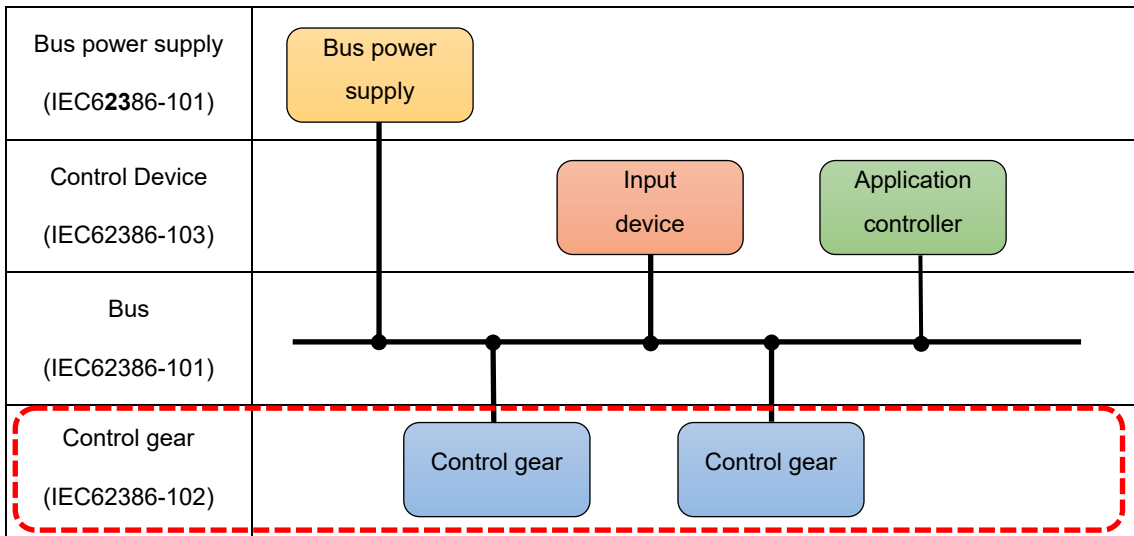 Bus power supply
(IEC62386-101)
Bus power
supply
Control Device
(IEC62386-103)
Input
device
Application
controller
Bus
(IEC62386-101)
Control gear
(IEC62386-102)
Control gear
Control gear